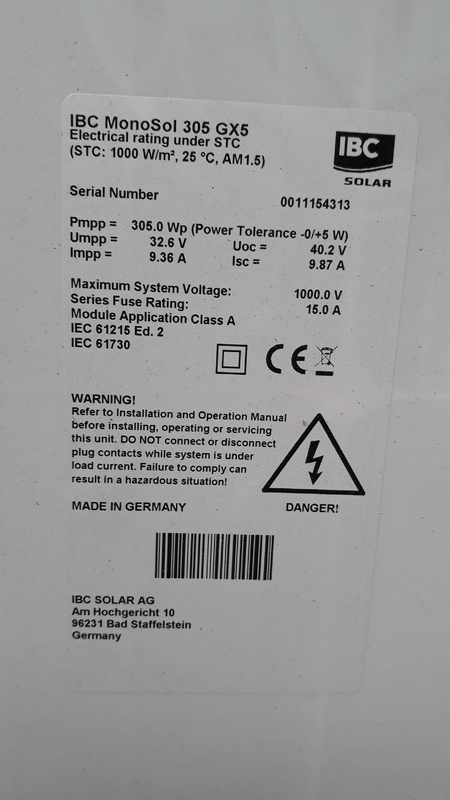 IBC MonoSol 305 GX5
Electrical rating under STC
(STC: 1000 W/m², 25 °C, AM1.5)
IBC
SOLAR
Serial Number 0011154313
Pmpp = 305.0 Wp (Power Tolerance -0/+5 W)
Umpp = 32.6 V Uoc = 40.2 V
Impp = 9.36 A Isc = 9.87 A
Maximum System Voltage: 1000.0 V
Series Fuse Rating: 15.0 A
Module Application Class A
IEC 61215 Ed. 2
IEC 61730
CE
WARNING!
Refer to Installation and Operation Manual
before installing, operating or servicing
this unit. DO NOT connect or disconnect
plug contacts while system is under
load current. Failure to comply can
result in a hazardous situation!
MADE IN GERMANY
DANGER!
IBC SOLAR AG
Am Hochgericht 10
96231 Bad Staffelstein
Germany